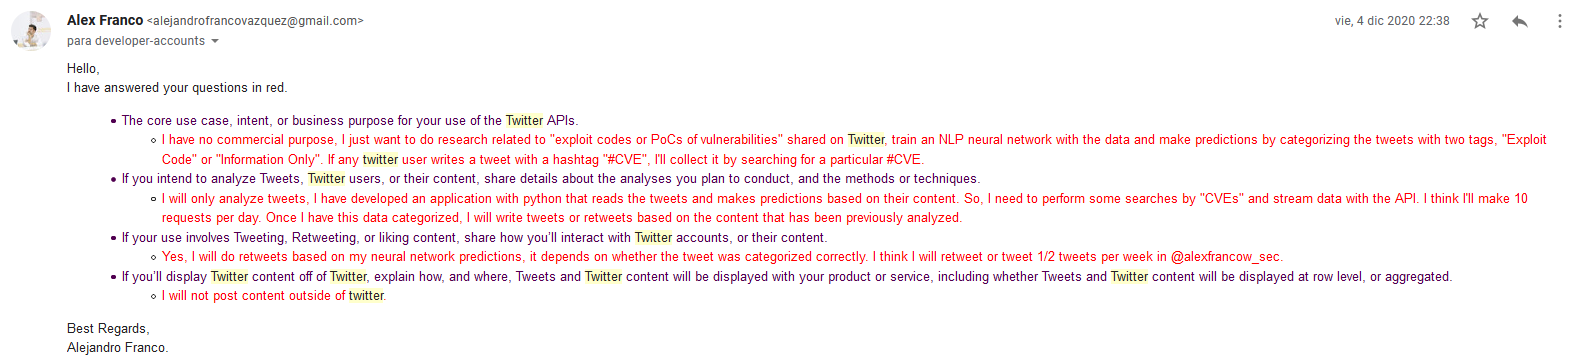 Alex Franco <alejandrofrancovazquez@gmail.com>
vie, 4 dic 2020 22:38
para developer-accounts
Hello,
I have answered your questions in red.
• The core use case, intent, or business purpose for your use of the Twitter APIs.
○ I have no commercial purpose, I just want to do research related to "exploit codes or PoCs of vulnerabilities" shared on Twitter, train an NLP neural network with the data and make predictions by categorizing the tweets with two tags, "Exploit
Code" or "Information Only". If any twitter user writes a tweet with a hashtag "#CVE", I'll collect it by searching for a particular #CVE.
• If you intend to analyze Tweets, Twitter users, or their content, share details about the analyses you plan to conduct, and the methods or techniques.
○ I will only analyze tweets, I have developed an application with python that reads the tweets and makes predictions based on their content. So, I need to perform some searches by "CVEs" and stream data with the API. I think I'll make 10
requests per day. Once I have this data categorized, I will write tweets or retweets based on the content that has been previously analyzed.
• If your use involves Tweeting, Retweeting, or liking content, share how you'll interact with Twitter accounts, or their content.
○ Yes, I will do retweets based on my neural network predictions, it depends on whether the tweet was categorized correctly. I think I will retweet or tweet 1/2 tweets per week in @alexfrancow_sec.
• If you'll display Twitter content off of Twitter, explain how, and where, Tweets and Twitter content will be displayed with your product or service, including whether Tweets and Twitter content will be displayed at row level, or aggregated.
○ I will not post content outside of twitter.
Best Regards,
Alejandro Franco.